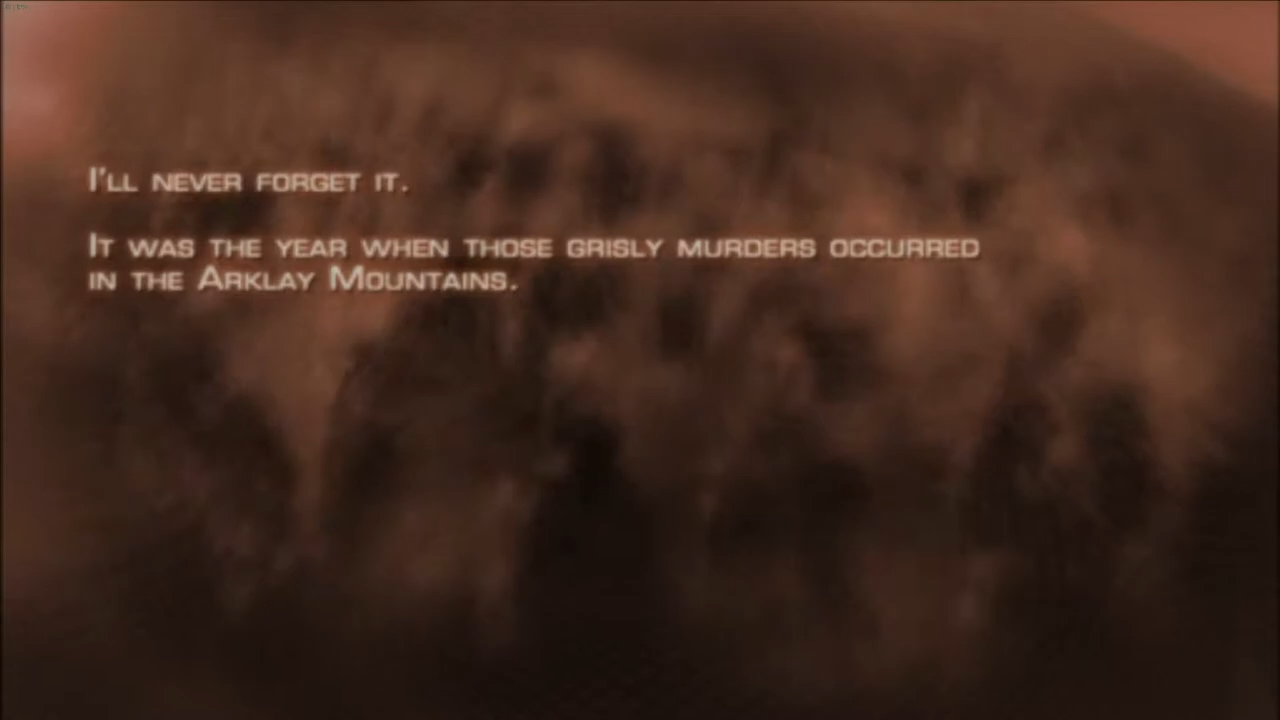 I'll never forget it.
It was the year when those grisly murders occurred
in the Arklay Mountains.